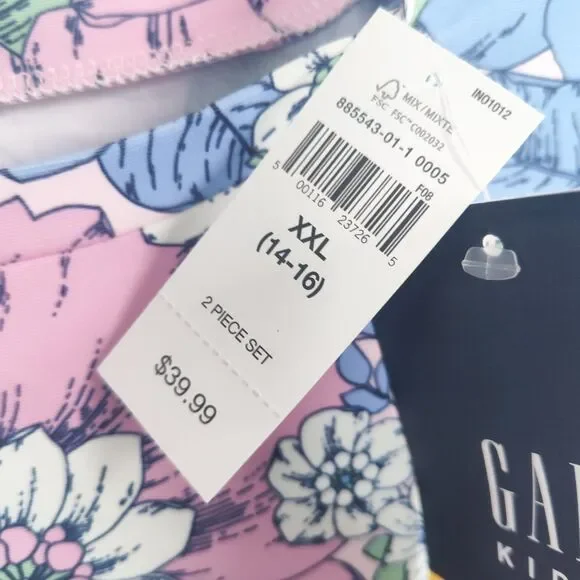 IN01012
MIX/MIXTE
FSC FSC™ C002032
885543-01-1 0005
F08
5 00116 23726 5
XXL
(14-16)
2 PIECE SET
$39.99
GA
KI